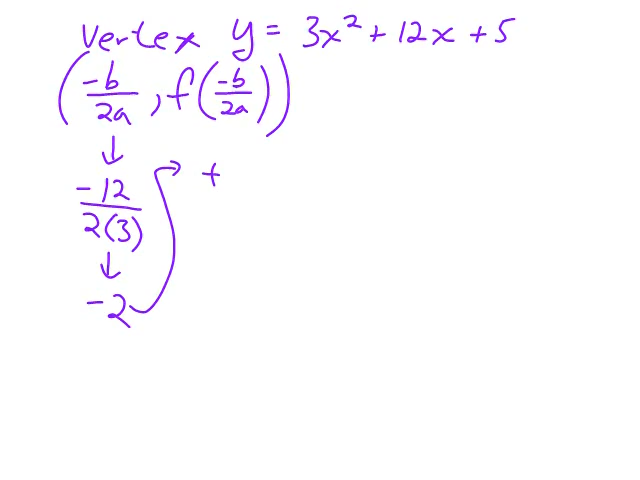 vertex y = 3x² + 12x + 5
(-b/2a, f(-b/2a))
↓
-12/2(3) +
↓
-2